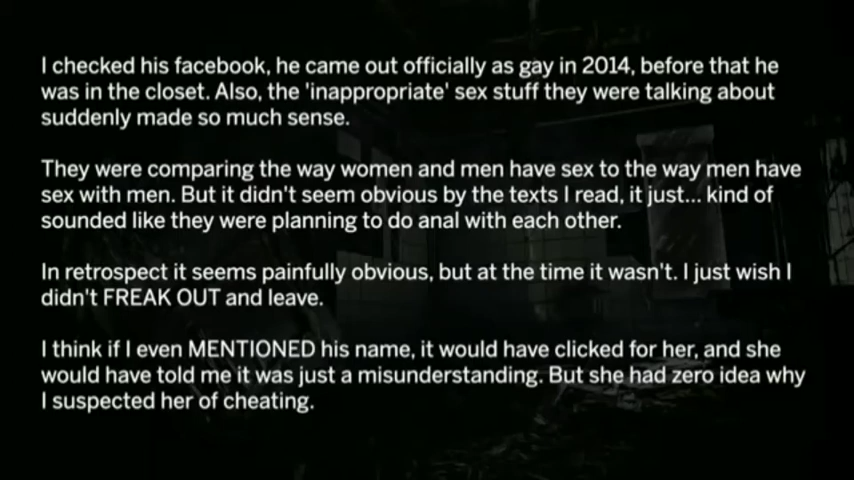 I checked his facebook, he came out officially as gay in 2014, before that he
was in the closet. Also, the 'inappropriate' sex stuff they were talking about
suddenly made so much sense.
They were comparing the way women and men have sex to the way men have
sex with men. But it didn't seem obvious by the texts I read, it just... kind of
sounded like they were planning to do anal with each other.
In retrospect it seems painfully obvious, but at the time it wasn't. I just wish I
didn't FREAK OUT and leave.
I think if I even MENTIONED his name, it would have clicked for her, and she
would have told me it was just a misunderstanding. But she had zero idea why
I suspected her of cheating.